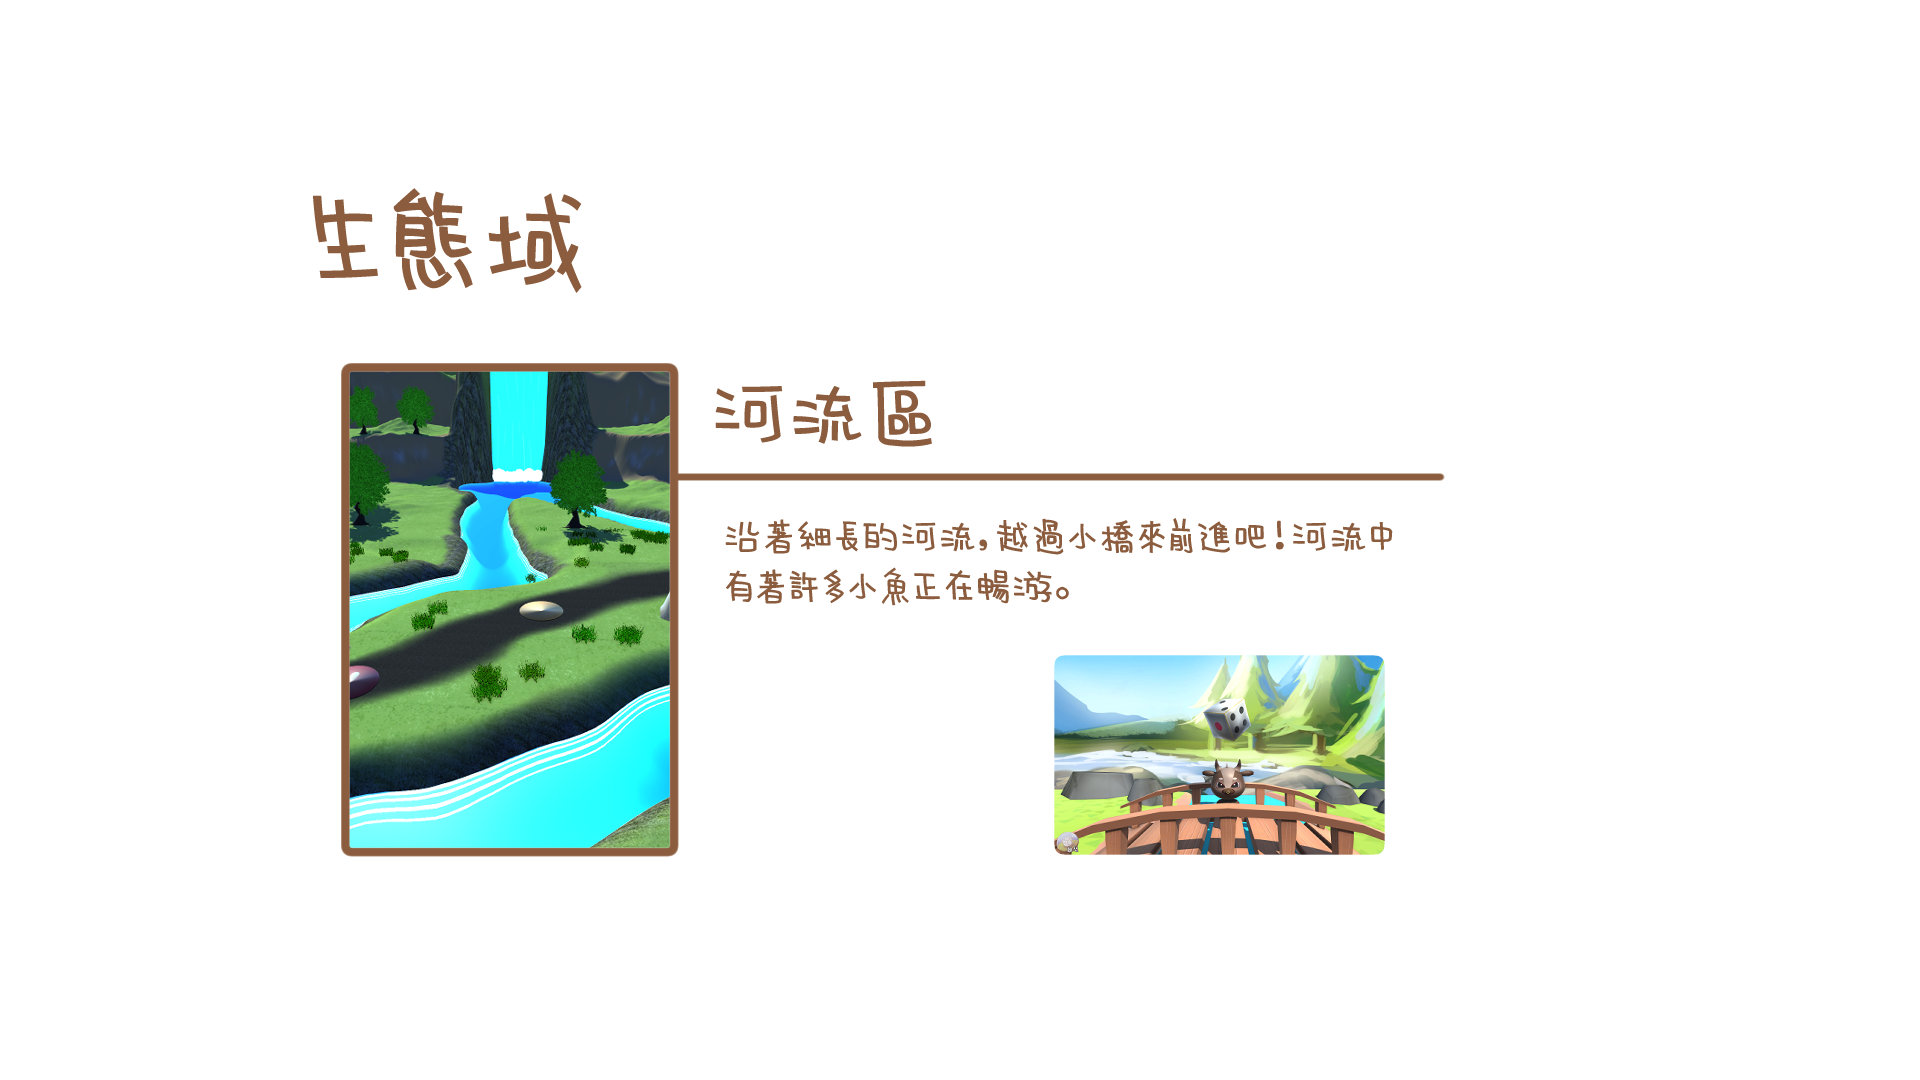 生態域
河流區
沿著細長的河流,越過小橋來前進吧!河流中
有著許多小魚正在暢游。